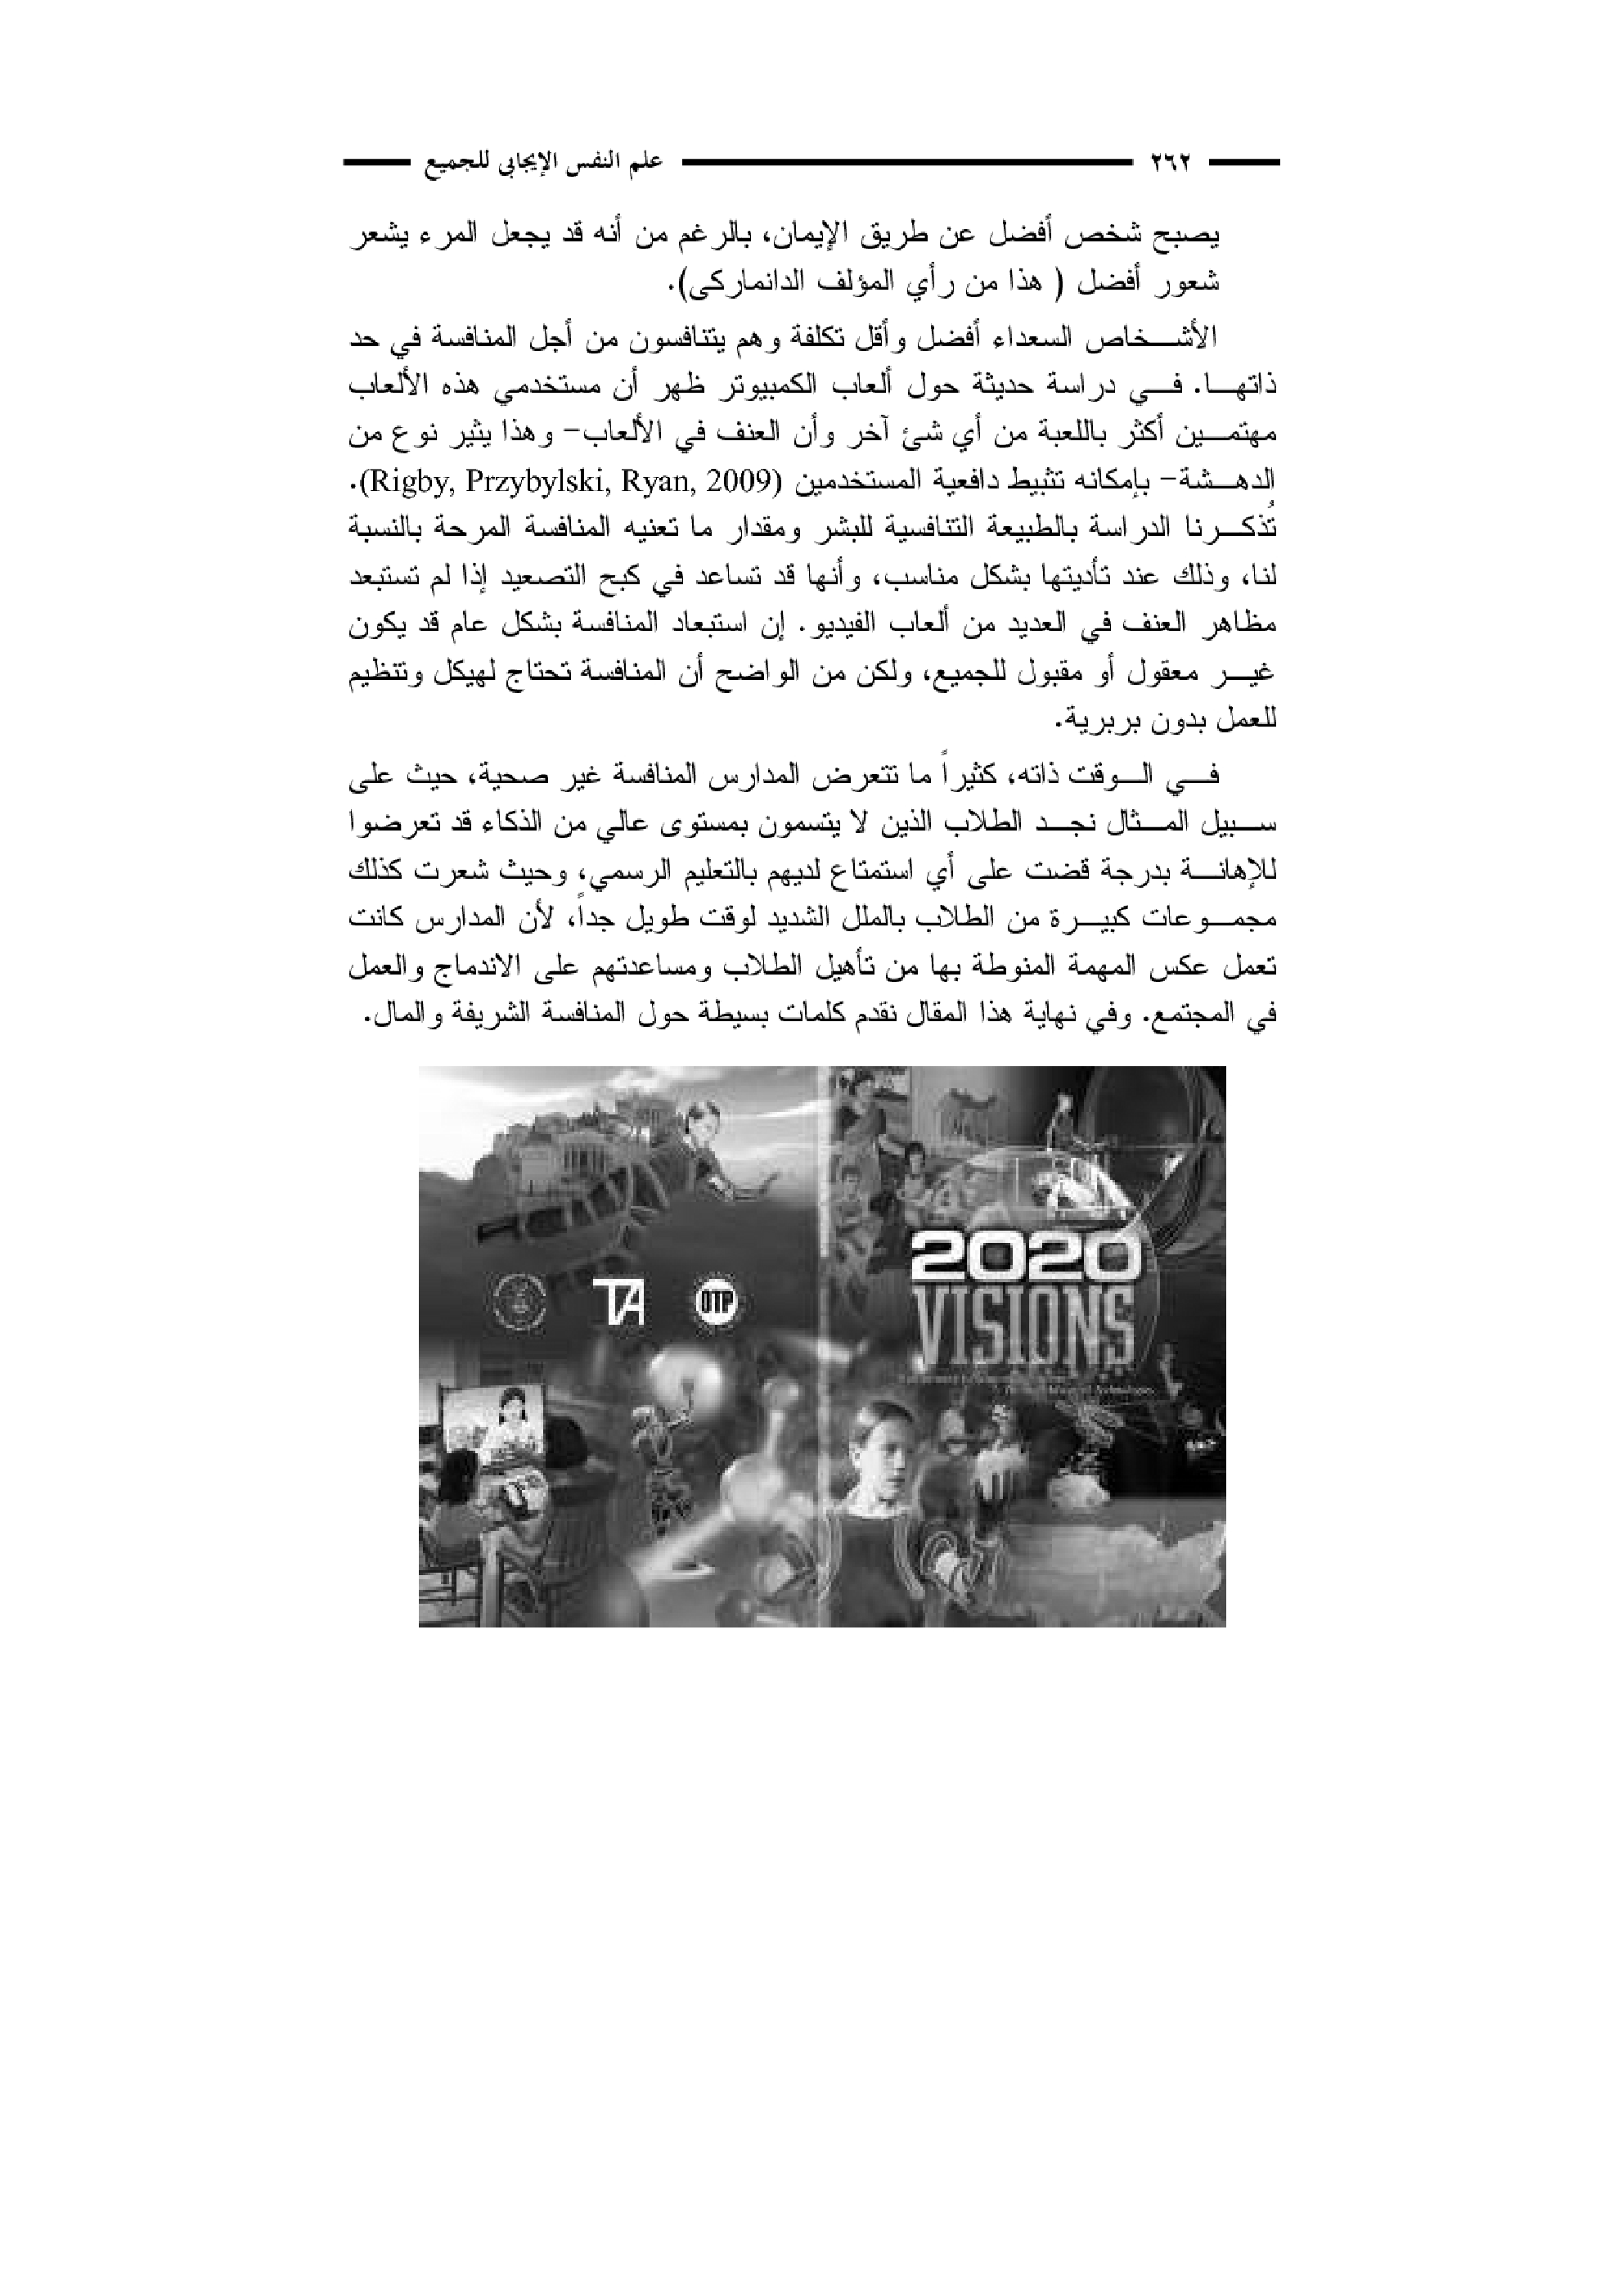 ٢٦٢ علم النفس الإيجابى للجميع
يصبح شخص أفضل عن طريق الإيمان، بالرغم من أنه قد يجعل المرء يشعر
شعور أفضل ( هذا من رأي المؤلف الدانماركى).
الأشخاص السعداء أفضل وأقل تكلفة وهم يتنافسون من أجل المنافسة في حد
ذاتها. في دراسة حديثة حول ألعاب الكمبيوتر ظهر أن مستخدمي هذه الألعاب
مهتمين أكثر باللعبة من أي شئ آخر وأن العنف في الألعاب- وهذا يثير نوع من
الدهشة- بإمكانه تثبيط دافعية المستخدمين (Rigby, Przybylski, Ryan, 2009).
تُذكرنا الدراسة بالطبيعة التنافسية للبشر ومقدار ما تعنيه المنافسة المرحة بالنسبة
لنا، وذلك عند تأديتها بشكل مناسب، وأنها قد تساعد في كبح التصعيد إذا لم تستبعد
مظاهر العنف في العديد من ألعاب الفيديو. إن استبعاد المنافسة بشكل عام قد يكون
غير معقول أو مقبول للجميع، ولكن من الواضح أن المنافسة تحتاج لهيكل وتنظيم
للعمل بدون بربرية.
في الوقت ذاته، كثيراً ما تتعرض المدارس المنافسة غير صحية، حيث على
سبيل المثال نجد الطلاب الذين لا يتسمون بمستوى عالي من الذكاء قد تعرضوا
للإهانة بدرجة قضت على أي استمتاع لديهم بالتعليم الرسمي، وحيث شعرت كذلك
مجموعات كبيرة من الطلاب بالملل الشديد لوقت طويل جداً، لأن المدارس كانت
تعمل عكس المهمة المنوطة بها من تأهيل الطلاب ومساعدتهم على الاندماج والعمل
في المجتمع. وفي نهاية هذا المقال نقدم كلمات بسيطة حول المنافسة الشريفة والمال.
2020
VISIONS
TA OTP